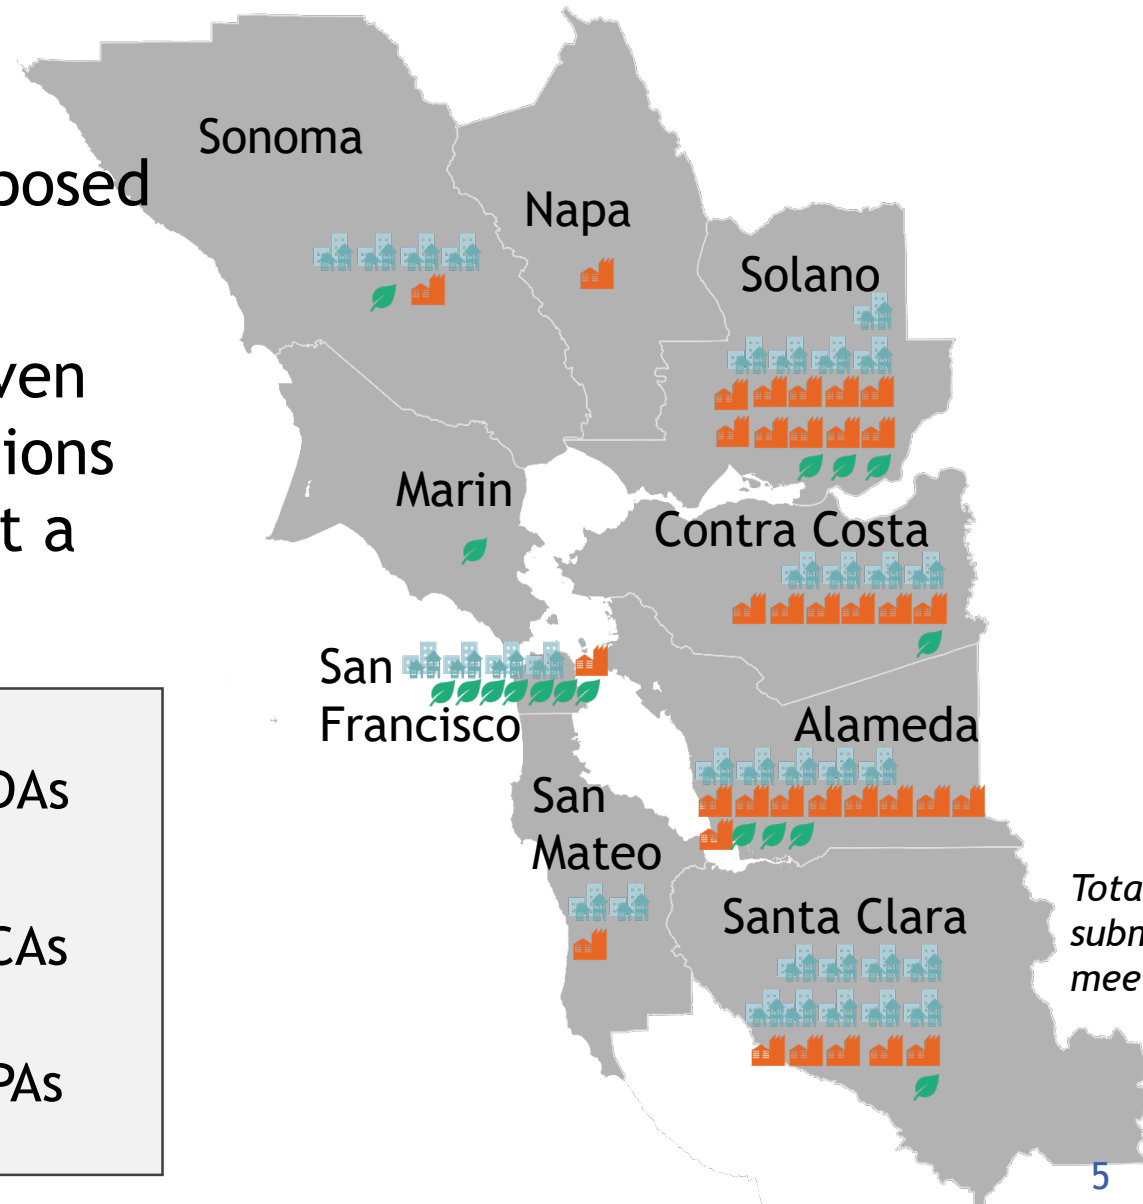 posed
ven
ions
t a
DAs
CAs
PAs
Sonoma
Napa
Solano
Marin
Contra Costa
San
Francisco
Alameda
San
Mateo
Santa Clara
Tota
subm
mee
5